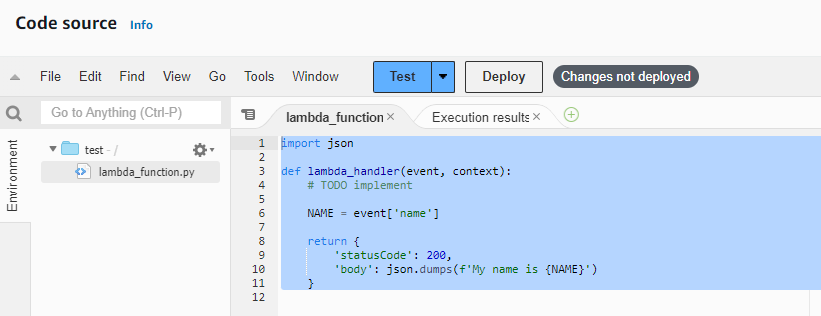 Code source Info
File Edit Find View Go Tools Window Test Deploy Changes not deployed
Go to Anything (Ctrl-P)
lambda_function Execution results
Environment
test - /
lambda_function.py
1 import json
2
3 def lambda_handler(event, context):
4 # TODO implement
5
6 NAME = event['name']
7
8 return {
9 'statusCode': 200,
10 'body': json.dumps(f'My name is {NAME}')
11 }
12